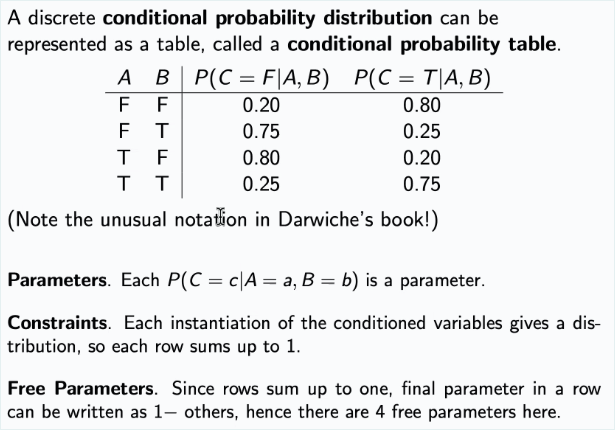 A discrete conditional probability distribution can be
represented as a table, called a conditional probability table.
A B P(C = F|A, B) P(C = T|A, B)
F F 0.20 0.80
F T 0.75 0.25
T F 0.80 0.20
T T 0.25 0.75
(Note the unusual notation in Darwiche's book!)
Parameters. Each P(C = c|A = a, B = b) is a parameter.
Constraints. Each instantiation of the conditioned variables gives a dis-
tribution, so each row sums up to 1.
Free Parameters. Since rows sum up to one, final parameter in a row
can be written as 1− others, hence there are 4 free parameters here.